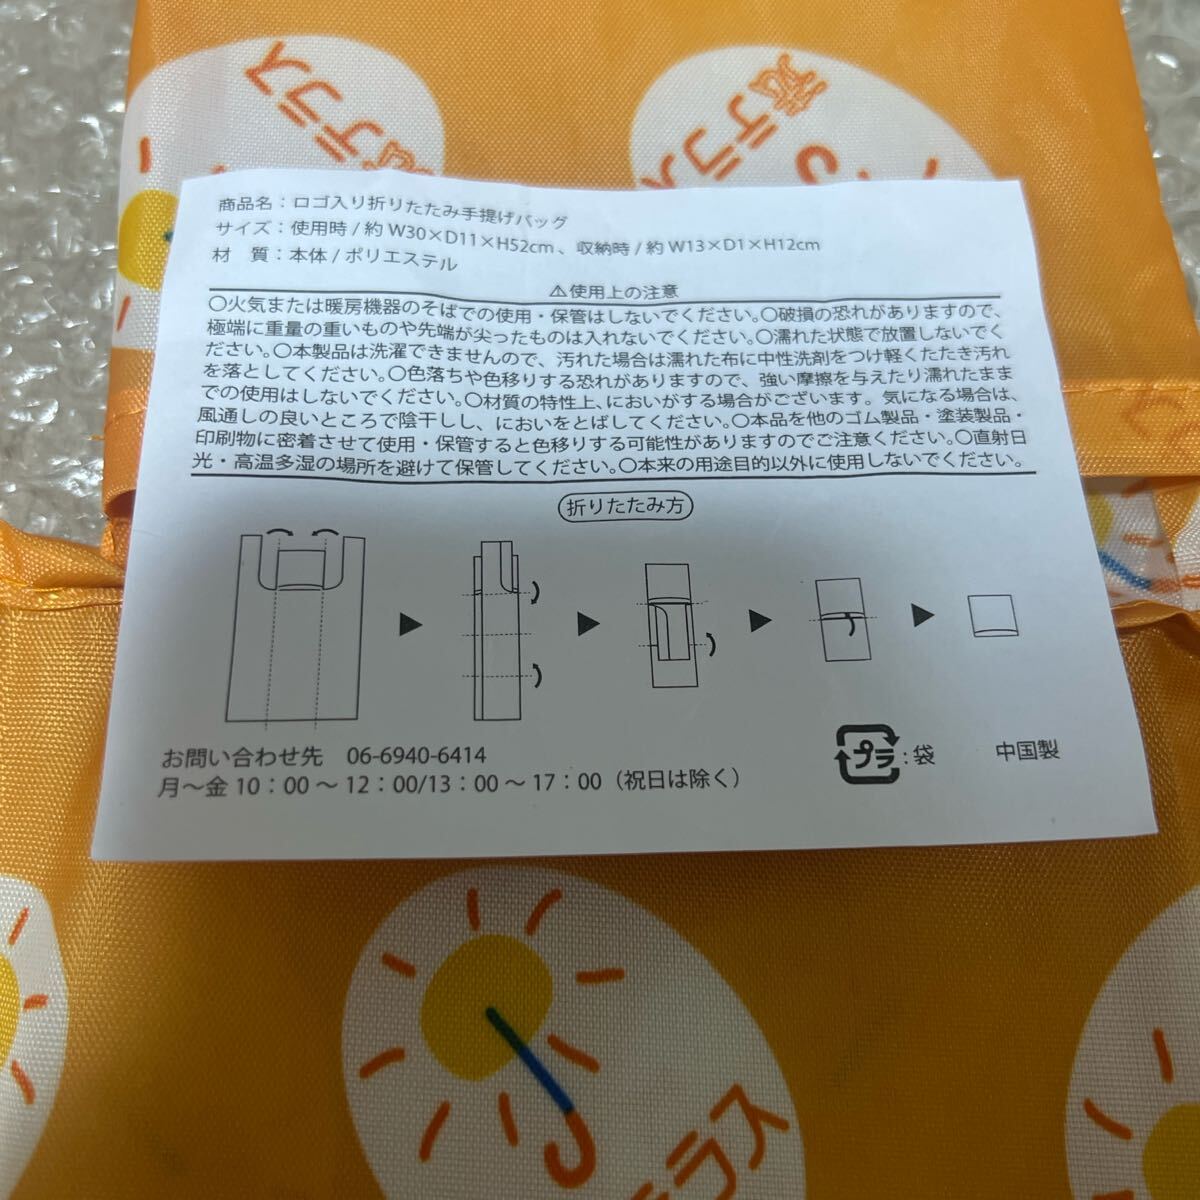 テラス
恋テラス
商品名：ロゴ入り折りたたみ手提げバッグ
サイズ：使用時/約 W30×D11×H52cm、収納時/約 W13×D1×H12cm
材　質：本体/ポリエステル
⚠使用上の注意
○火気または暖房機器のそばでの使用・保管はしないでください。○破損の恐れがありますので、
極端に重量の重いものや先端が尖ったものは入れないでください。○濡れた状態で放置しないでく
ださい。○本製品は洗濯できませんので、汚れた場合は濡れた布に中性洗剤をつけ軽くたたき汚れ
を落としてください。○色落ちや色移りする恐れがありますので、強い摩擦を与えたり濡れたまま
での使用はしないでください。○材質の特性上、においがする場合がございます。気になる場合は、
風通しの良いところで陰干しし、においをとばしてください。○本品を他のゴム製品・塗装製品・
印刷物に密着させて使用・保管すると色移りする可能性がありますのでご注意ください。○直射日
光・高温多湿の場所を避けて保管してください。○本来の用途目的以外に使用しないでください。
折りたたみ方
お問い合わせ先　06-6940-6414
月～金 10：00 ～ 12：00/13：00 ～ 17：00（祝日は除く）
プラ：袋　中国製
テラス